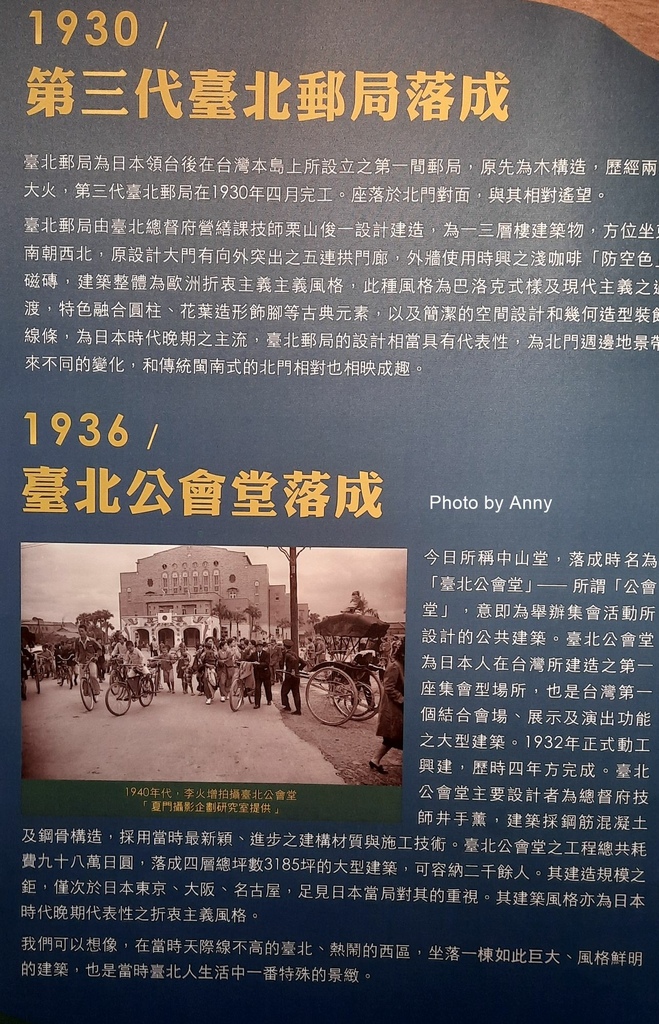 1930 /
第三代臺北郵局落成
臺北郵局為日本領台後在台灣本島上所設立之第一間郵局，原先為木構造，歷經兩
大火，第三代臺北郵局在1930年四月完工。座落於北門對面，與其相對遙望。
臺北郵局由臺北總督府營繕課技師栗山俊一設計建造，為一三層樓建築物，方位坐
南朝西北，原設計大門有向外突出之五連拱門廊，外牆使用時興之淺咖啡「防空色」
磁磚，建築整體為歐洲折衷主義主義風格，此種風格為巴洛克式樣及現代主義之
渡，特色融合圓柱、花葉造形飾腳等古典元素，以及簡潔的空間設計和幾何造型裝飾
線條，為日本時代晚期之主流，臺北郵局的設計相當具有代表性，為北門週邊地景帶
來不同的變化，和傳統閩南式的北門相對也相映成趣。
1936 /
臺北公會堂落成
Photo by Anny
今日所稱中山堂，落成時名為
「臺北公會堂」—— 所謂「公會
堂」，意即為舉辦集會活動所
設計的公共建築。臺北公會堂
為日本人在台灣所建造之第一
座集會型場所，也是台灣第一
個結合會場、展示及演出功能
之大型建築。1932年正式動工
興建，歷時四年方完成。臺北
公會堂主要設計者為總督府技
師井手薰，建築採鋼筋混凝土
及鋼骨構造，採用當時最新穎、進步之建構材質與施工技術。臺北公會堂之工程總共耗
費九十八萬日圓，落成四層總坪數3185坪的大型建築，可容納二千餘人。其建造規模之
鉅，僅次於日本東京、大阪、名古屋，足見日本當局對其的重視。其建築風格亦為日本
時代晚期代表性之折衷主義風格。
我們可以想像，在當時天際線不高的臺北、熱鬧的西區，坐落一棟如此巨大、風格鮮明
的建築，也是當時臺北人生活中一番特殊的景緻。
1940年代，李火增拍攝臺北公會堂
「夏門攝影企劃研究室提供」